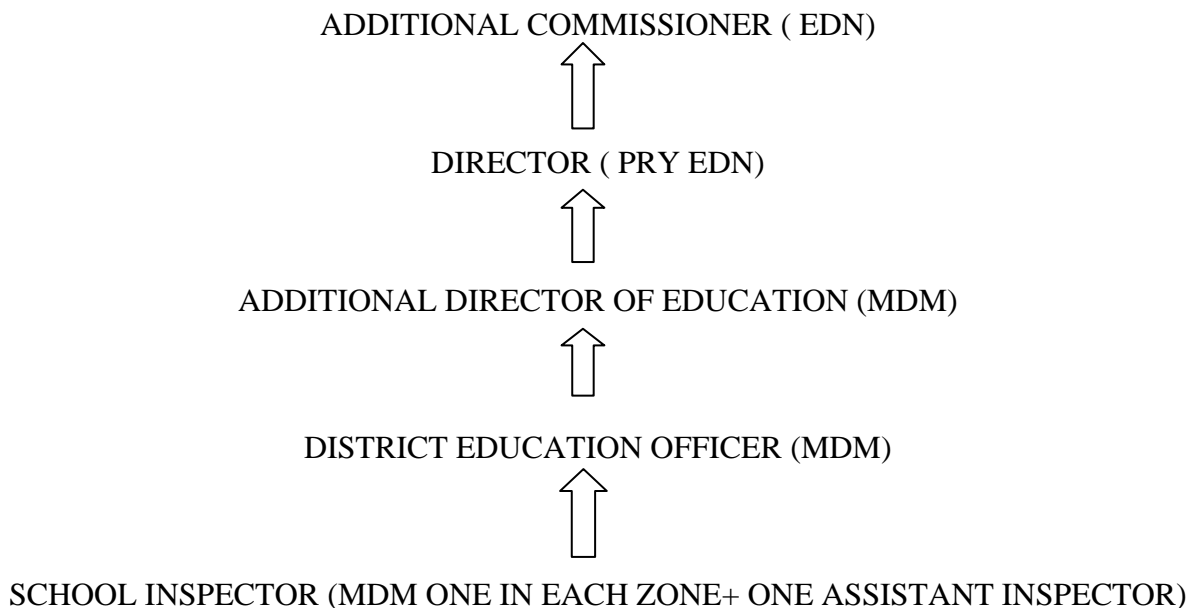 ADDITIONAL COMMISSIONER ( EDN)
DIRECTOR ( PRY EDN)
ADDITIONAL DIRECTOR OF EDUCATION (MDM)
DISTRICT EDUCATION OFFICER (MDM)
SCHOOL INSPECTOR (MDM ONE IN EACH ZONE+ ONE ASSISTANT INSPECTOR)